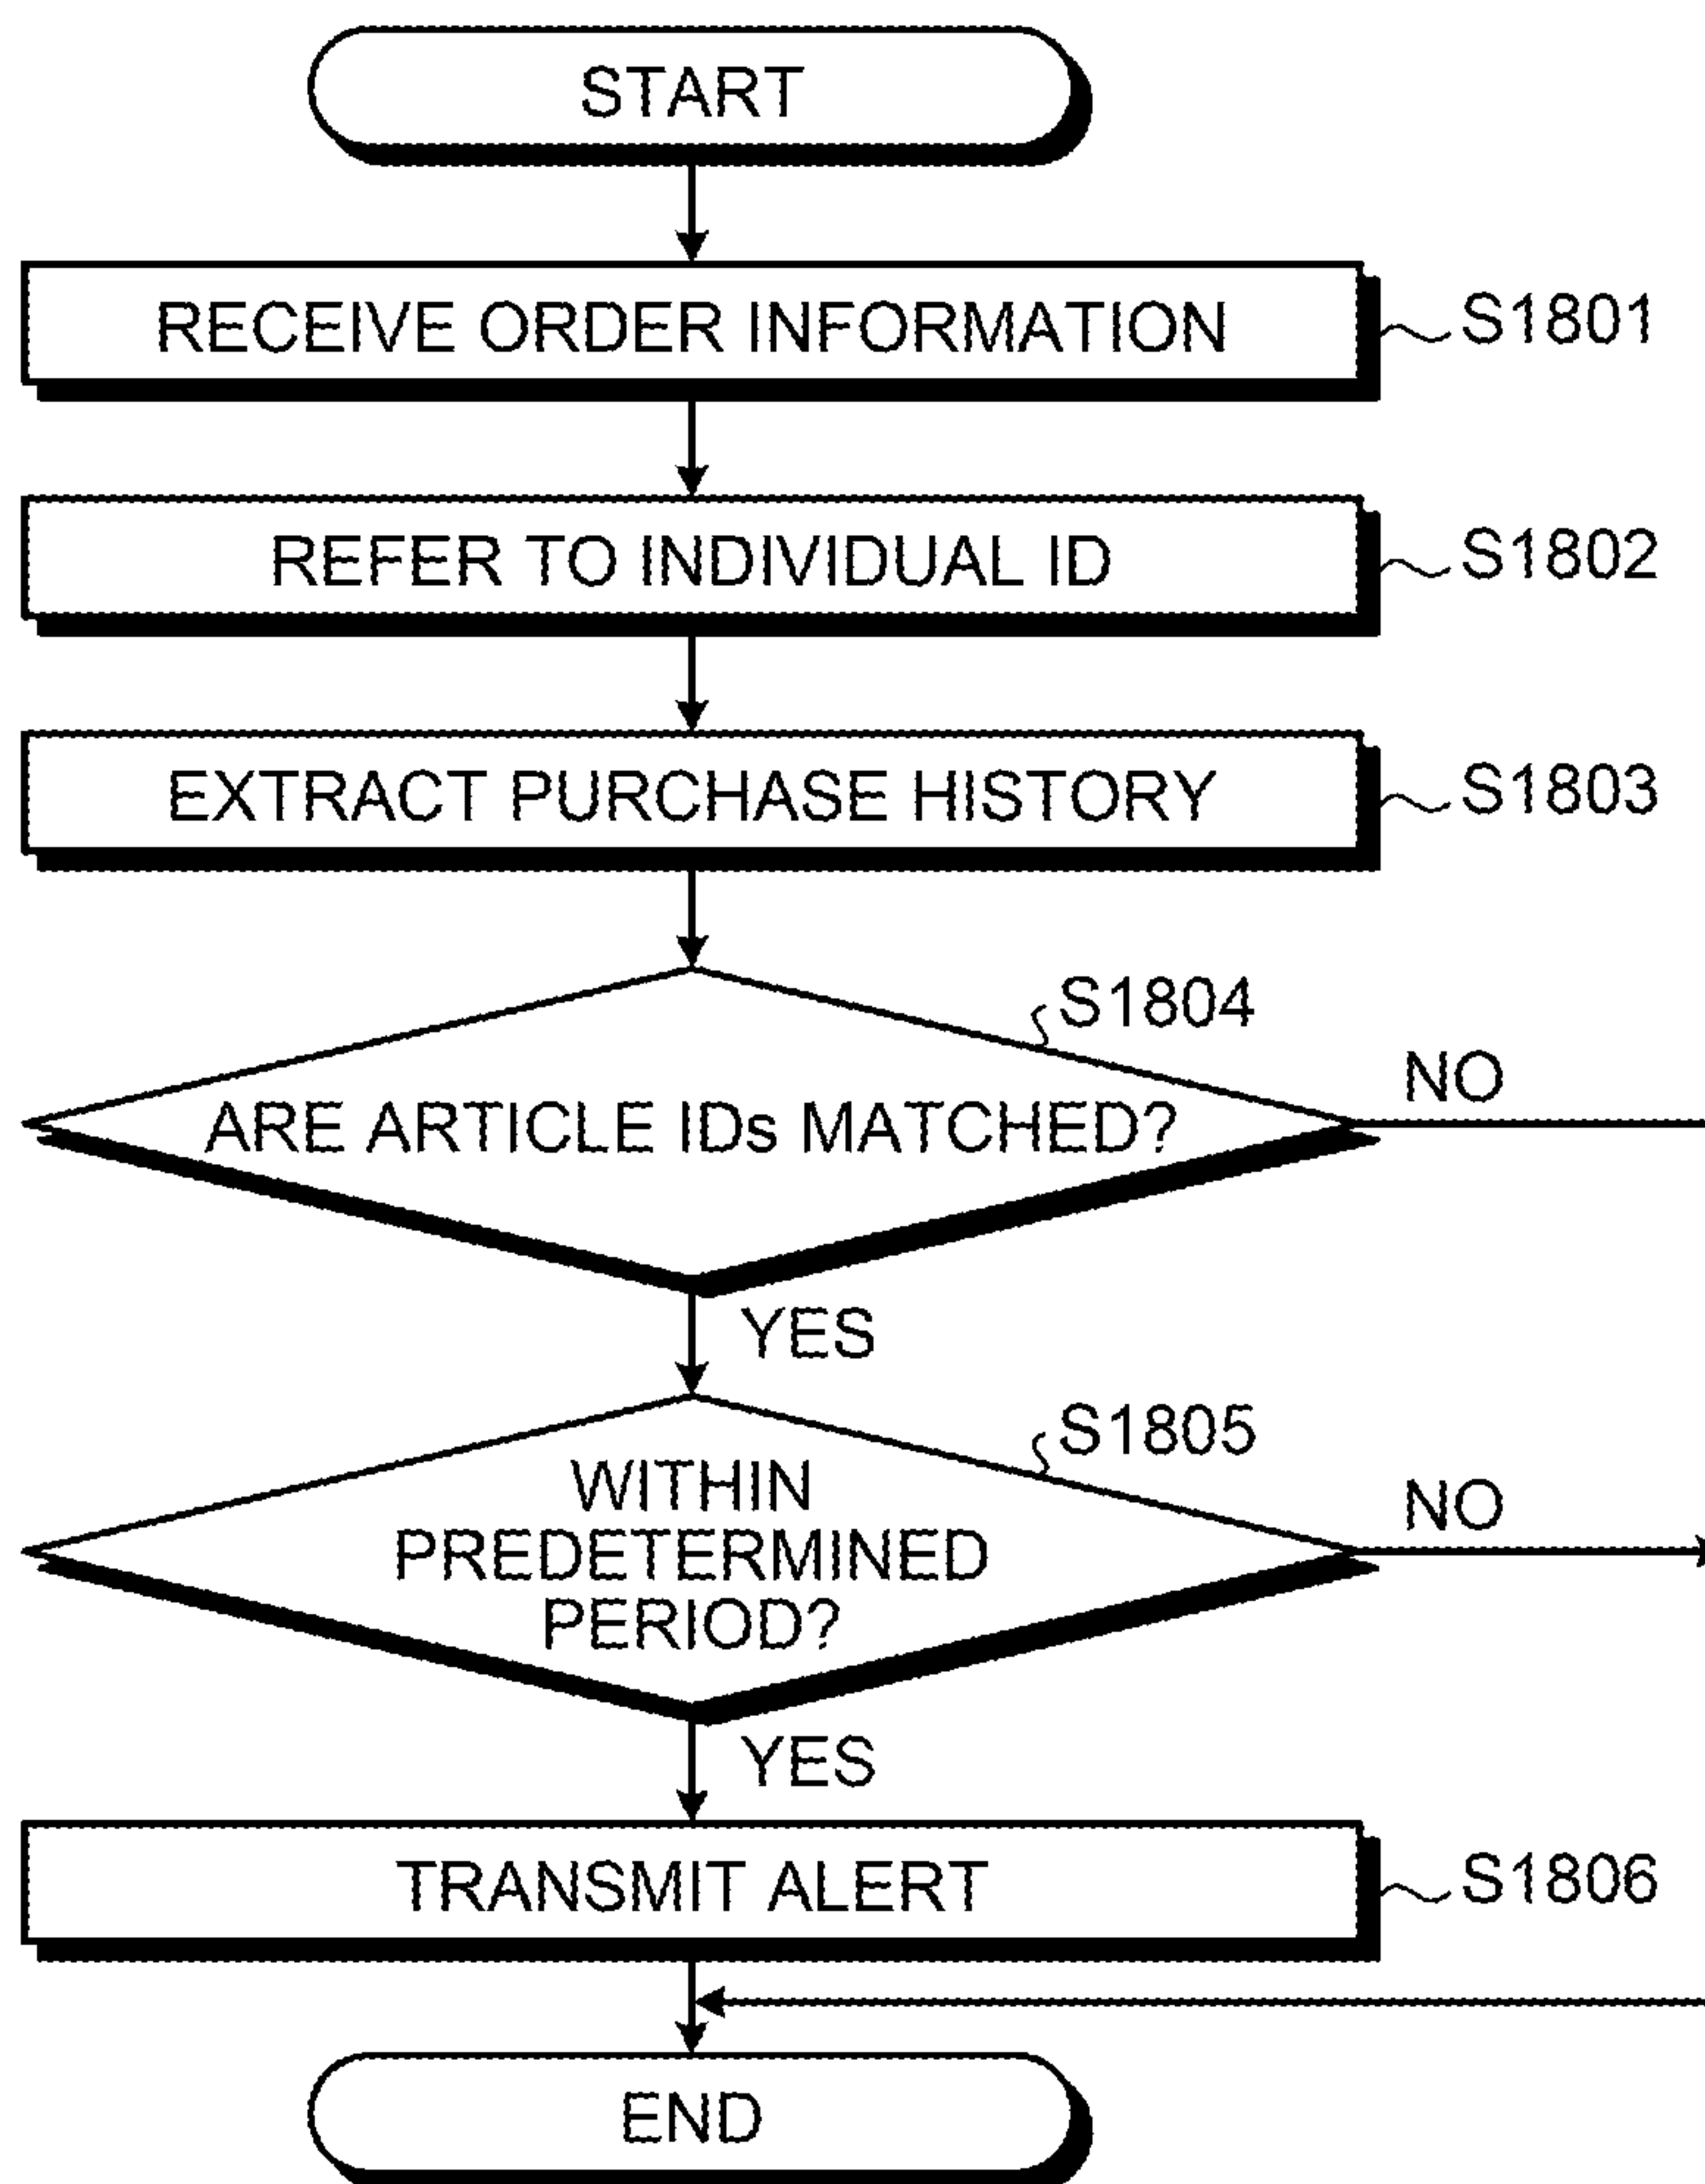 START
RECEIVE ORDER INFORMATION
S1801
REFER TO INDIVIDUAL ID
S1802
EXTRACT PURCHASE HISTORY
S1803
S1804
NO
ARE ARTICLE IDs MATCHED?
YES
S1805
WITHIN
NO
PREDETERMINED
PERIOD?
YES
TRANSMIT ALERT
S1806
END